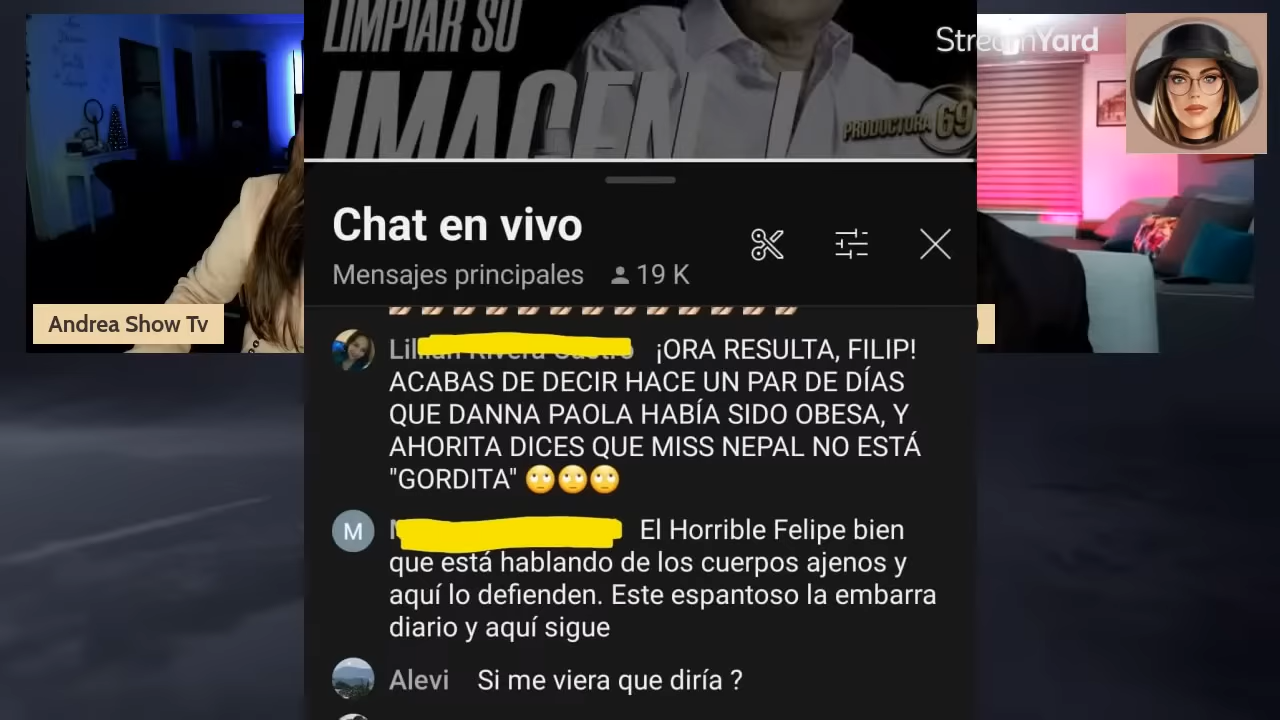 LIMPIAR SU
IMAGEN
StreamYard
PRODUCTORA 69
Chat en vivo
Mensajes principales 19 K
Andrea Show Tv
¡ORA RESULTA, FILIP!
ACABAS DE DECIR HACE UN PAR DE DÍAS
QUE DANNA PAOLA HABÍA SIDO OBESA, Y
AHORITA DICES QUE MISS NEPAL NO ESTÁ
"GORDITA" 🙄🙄🙄
M
El Horrible Felipe bien
que está hablando de los cuerpos ajenos y
aquí lo defienden. Este espantoso la embarra
diario y aquí sigue
Alevi Si me viera que diría ?